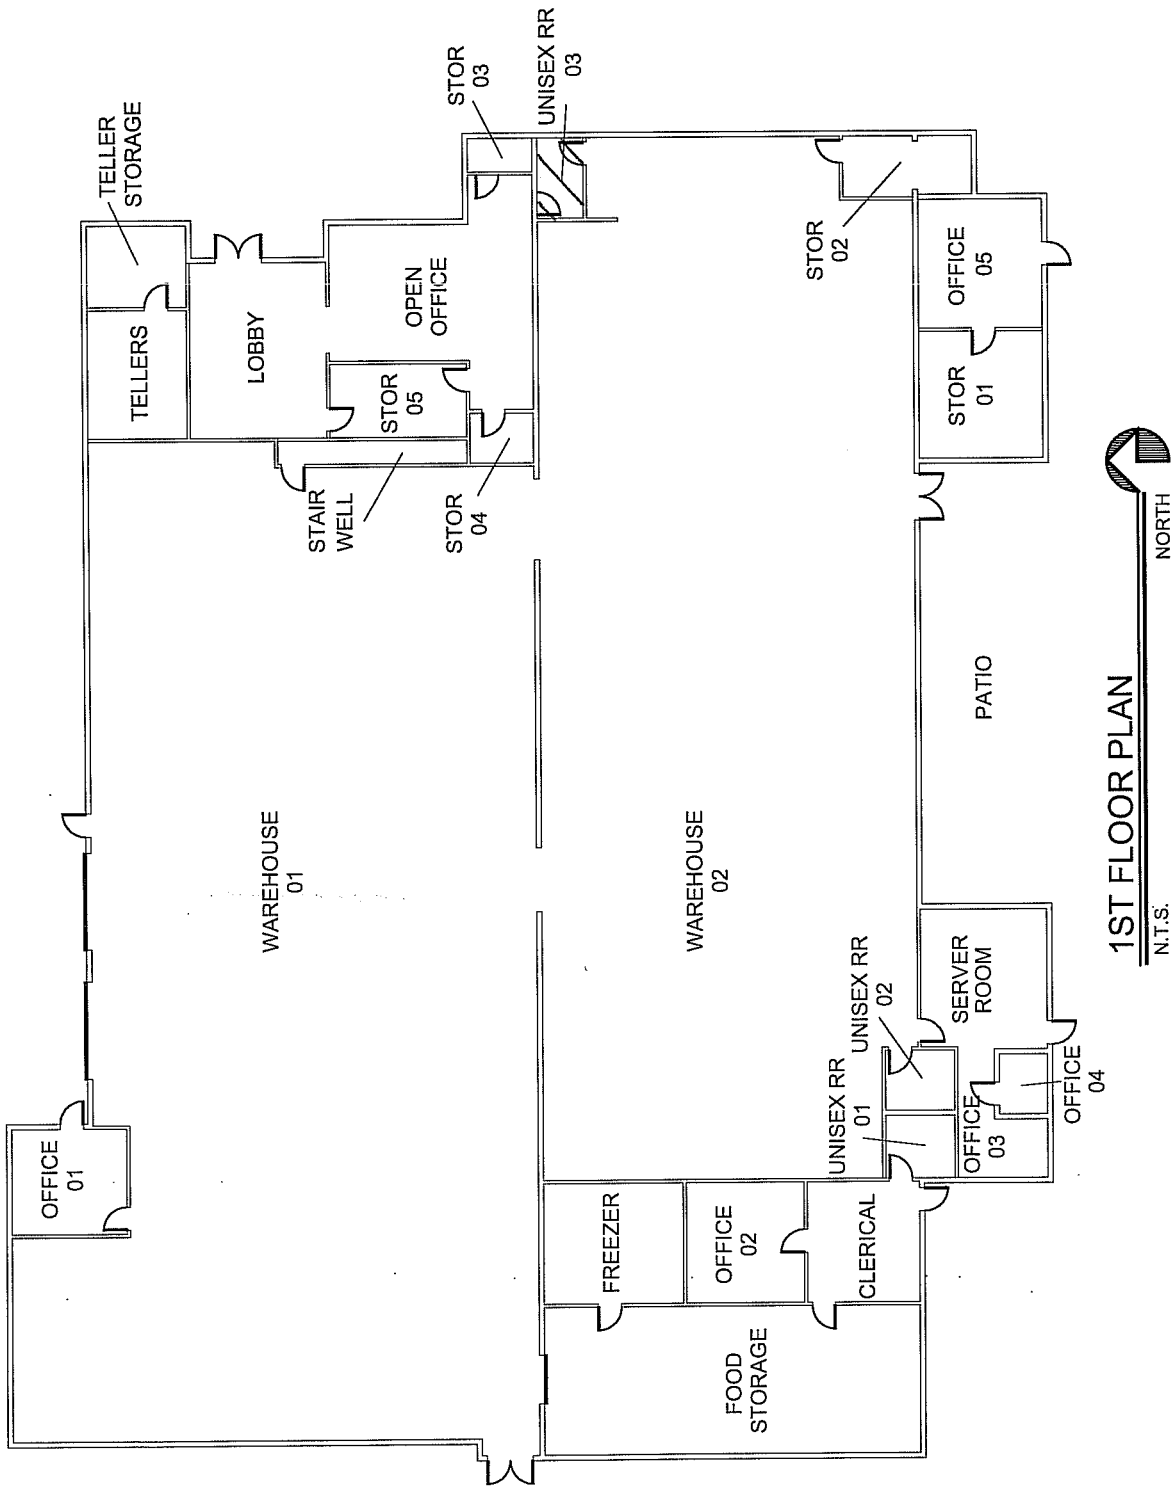 TELLER
STORAGE
STOR
03
UNISEX RR
03
TELLERS
LOBBY
OPEN
OFFICE
STOR
05
STAIR
WELL
STOR
04
STOR
02
OFFICE
05
STOR
01
WAREHOUSE
01
WAREHOUSE
02
PATIO
OFFICE
01
UNISEX RR
02
UNISEX RR
01
SERVER
ROOM
OFFICE
03
OFFICE
04
FREEZER
OFFICE
02
CLERICAL
FOOD
STORAGE
1ST FLOOR PLAN
N.T.S.
NORTH